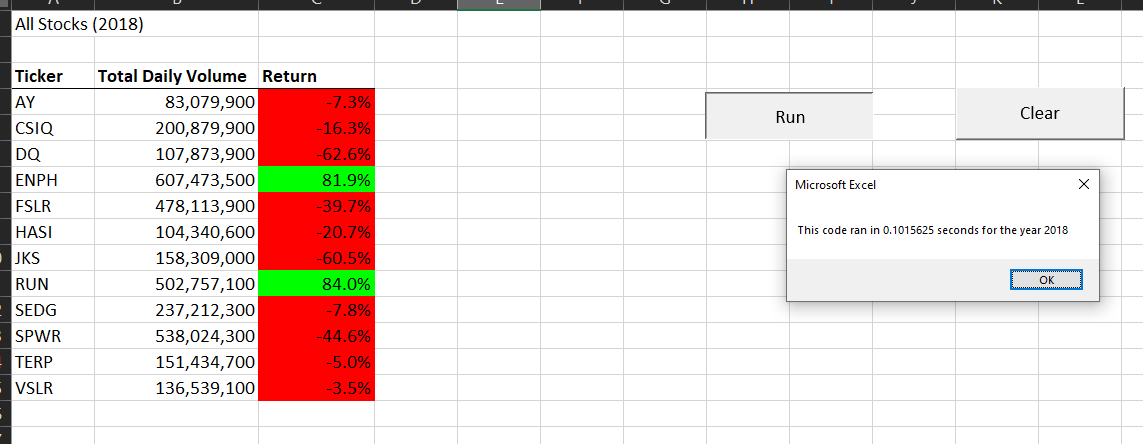 All Stocks (2018)
Ticker Total Daily Volume Return
AY 83,079,900 -7.3%
CSIQ 200,879,900 -16.3%
DQ 107,873,900 -62.6%
ENPH 607,473,500 81.9%
FSLR 478,113,900 -39.7%
HASI 104,340,600 -20.7%
JKS 158,309,000 -60.5%
RUN 502,757,100 84.0%
SEDG 237,212,300 -7.8%
SPWR 538,024,300 -44.6%
TERP 151,434,700 -5.0%
VSLR 136,539,100 -3.5%
Run
Clear
Microsoft Excel
This code ran in 0.1015625 seconds for the year 2018
OK